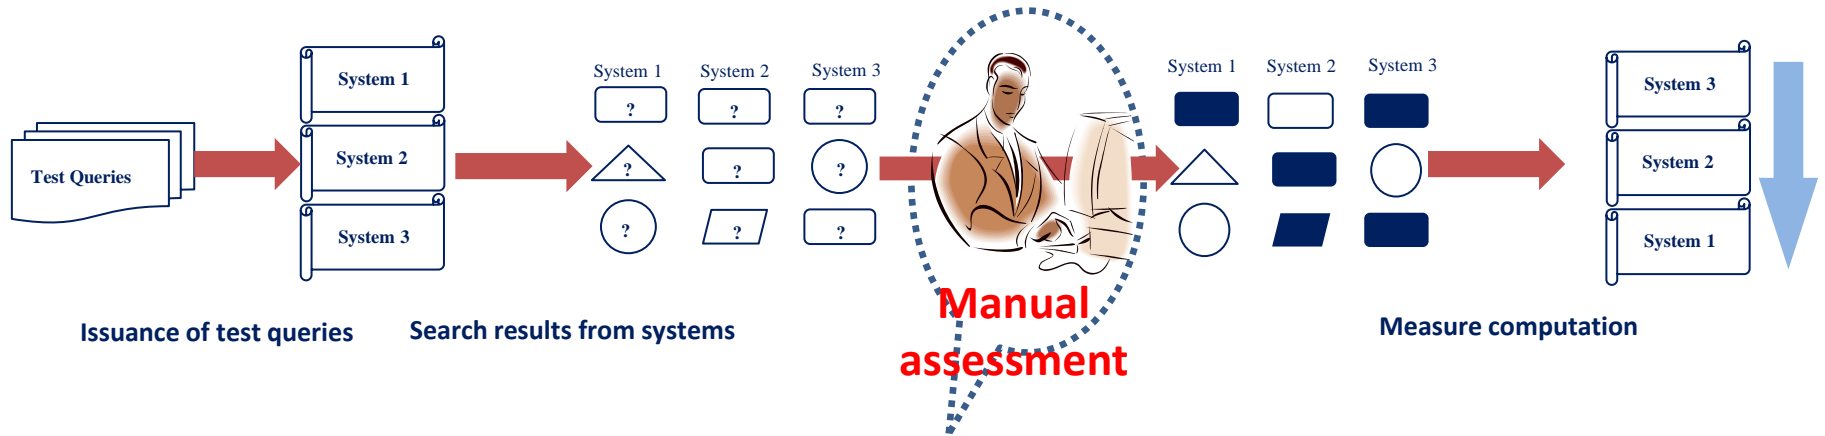 Test Queries
System 1
System 2
System 3
System 1 System 2 System 3
? ? ?
? ? ?
? ? ?
Manual
assessment
System 1 System 2 System 3
System 3
System 2
System 1
Issuance of test queries
Search results from systems
Measure computation